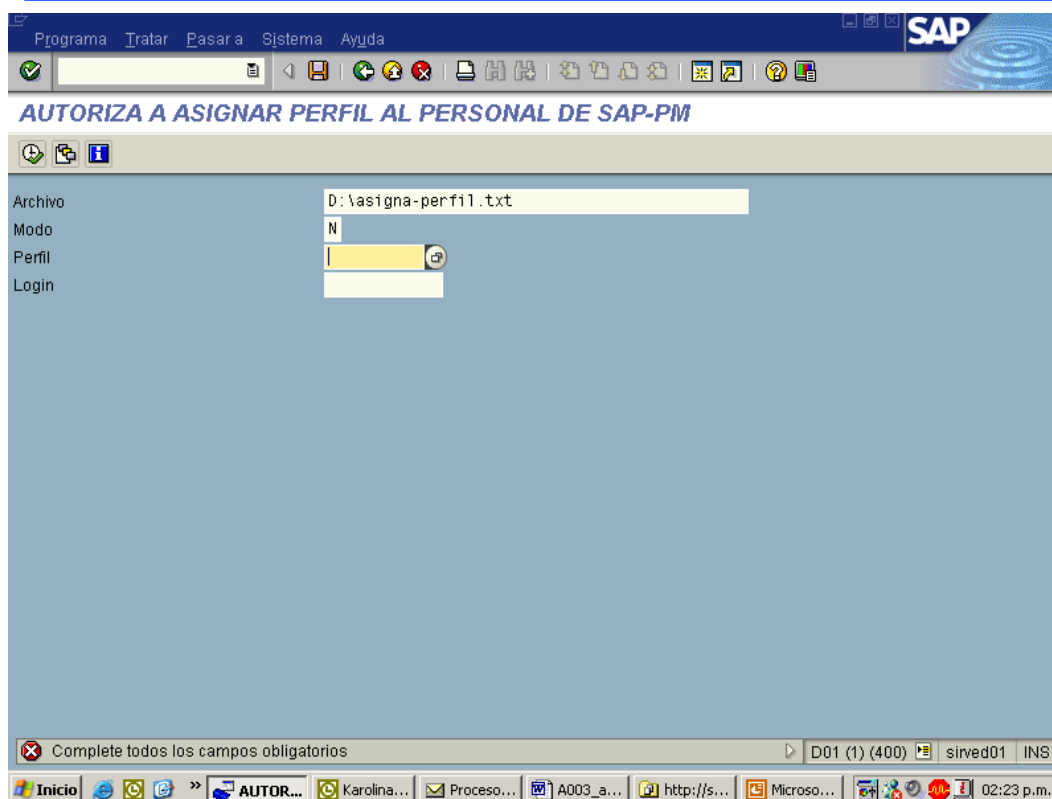 Programa Tratar Pasar a Sistema Ayuda
SAP
AUTORIZA A ASIGNAR PERFIL AL PERSONAL DE SAP-PM
Archivo D:\asigna-perfil.txt
Modo N
Perfil
Login
Complete todos los campos obligatorios D01 (1) (400) sirved01 INS
Inicio » AUTOR... Karolina... Proceso... A003_a... http://s... Microso... 02:23 p.m.